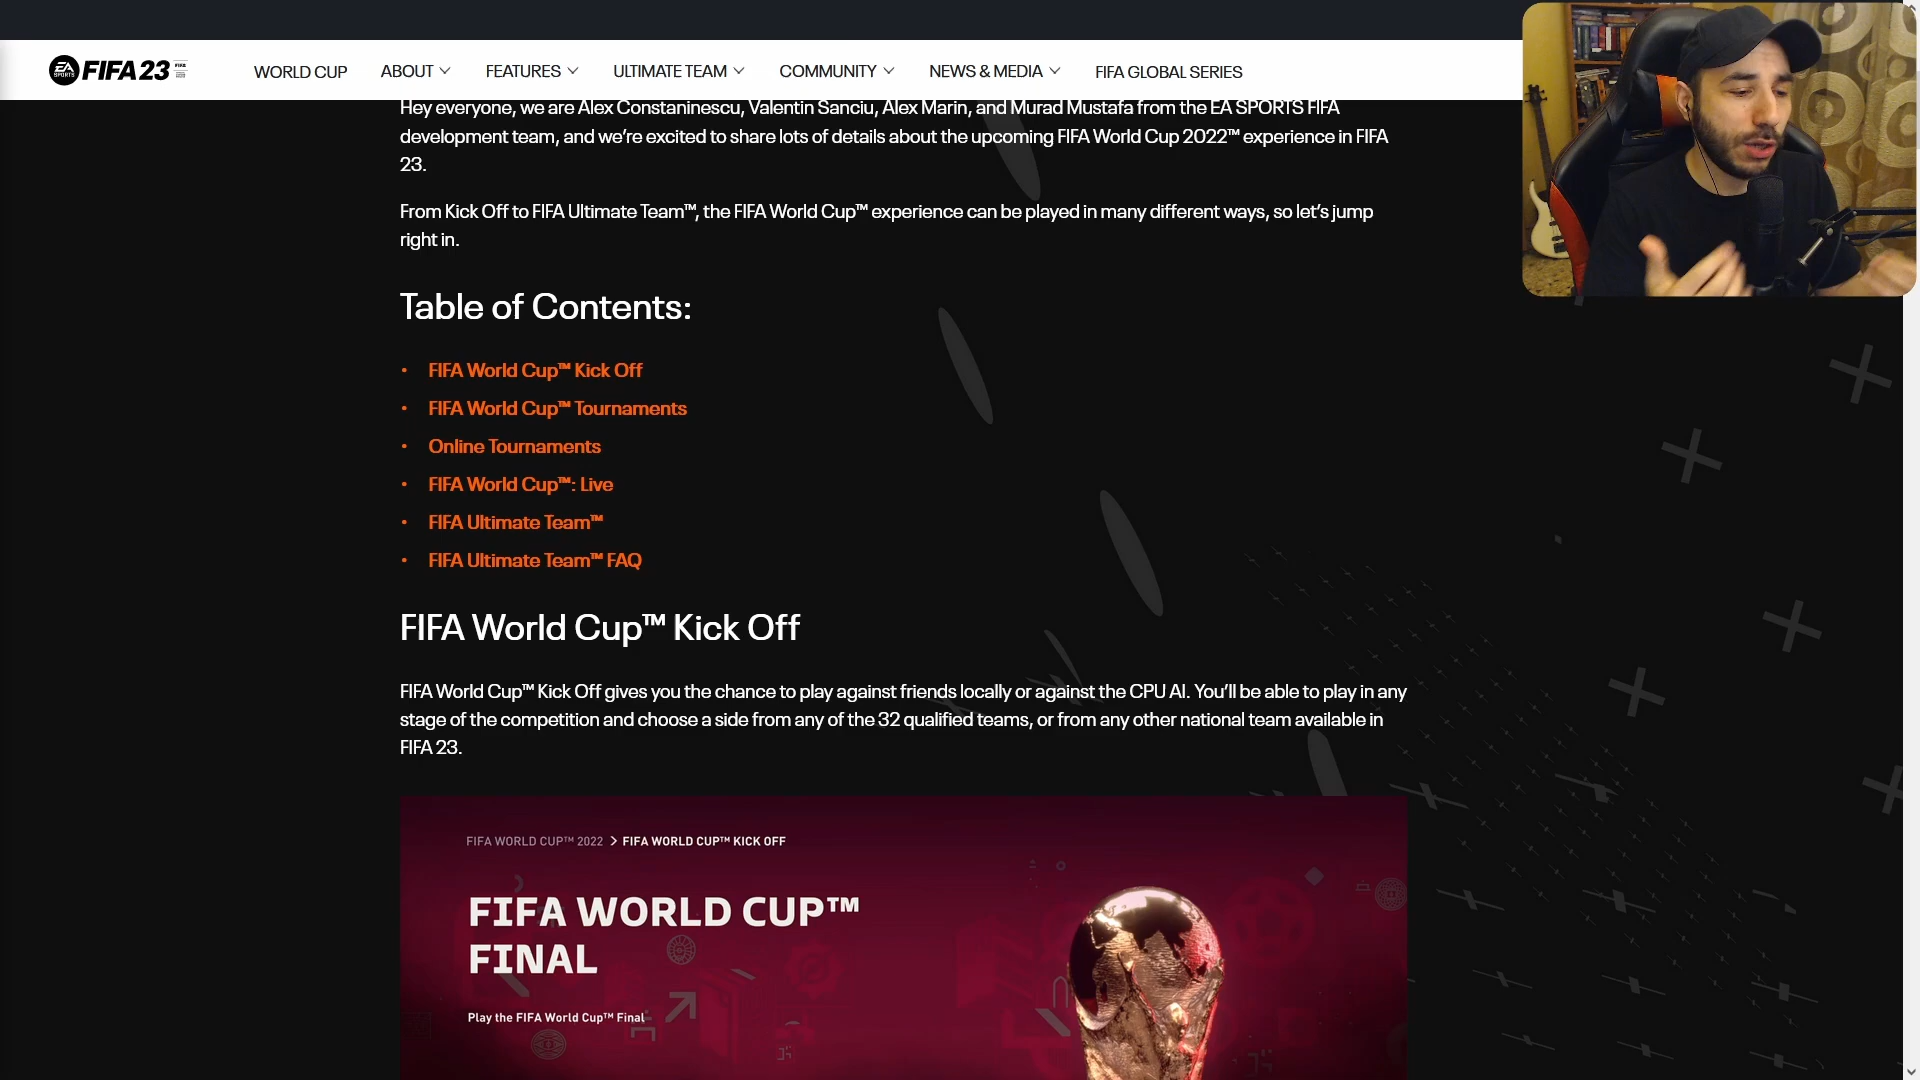 EA SPORTS FIFA 23
WORLD CUP ABOUT FEATURES ULTIMATE TEAM COMMUNITY NEWS & MEDIA FIFA GLOBAL SERIES
Hey everyone, we are Alex Constaninescu, Valentin Sanciu, Alex Marin, and Murad Mustafa from the EA SPORTS FIFA
development team, and we’re excited to share lots of details about the upcoming FIFA World Cup 2022™ experience in FIFA
23.
From Kick Off to FIFA Ultimate Team™, the FIFA World Cup™ experience can be played in many different ways, so let’s jump
right in.
Table of Contents:
• FIFA World Cup™ Kick Off
• FIFA World Cup™ Tournaments
• Online Tournaments
• FIFA World Cup™: Live
• FIFA Ultimate Team™
• FIFA Ultimate Team™ FAQ
FIFA World Cup™ Kick Off
FIFA World Cup™ Kick Off gives you the chance to play against friends locally or against the CPU AI. You’ll be able to play in any
stage of the competition and choose a side from any of the 32 qualified teams, or from any other national team available in
FIFA 23.
FIFA WORLD CUP™ 2022 > FIFA WORLD CUP™ KICK OFF
FIFA WORLD CUP™
FINAL
Play the FIFA World Cup™ Final